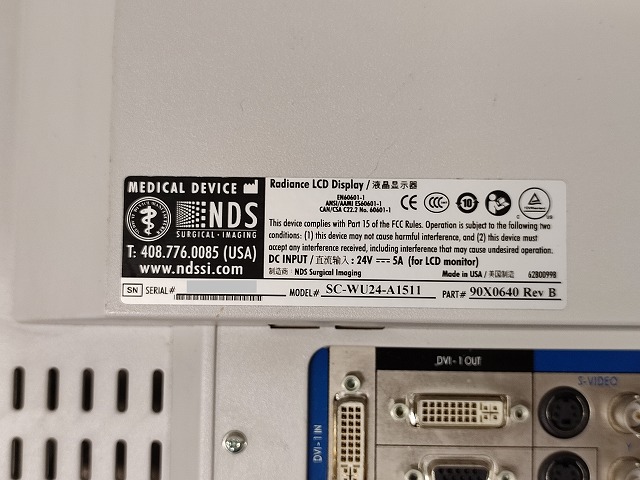 MEDICAL DEVICE
NDS
SURGICAL·IMAGING
T: 408.776.0085 (USA)
www.ndssi.com
Radiance LCD Display / 液晶显示器
EN60601-1
ANSI/AAMI ES60601-1
CAN/CSA C22.2 No. 60601-1
CCC
10
This device complies with Part 15 of the FCC Rules. Operation is subject to the following two
conditions: (1) this device may not cause harmful interference, and (2) this device must
accept any interference received, including interference that may cause undesired operation.
DC INPUT / 直流输入 : 24V 5A (for LCD monitor)
制造商: NDS Surgical Imaging
Made in USA / 美国制造
62B0099B
SN SERIAL#
MODEL# SC-WU24-A1511
PART# 90X0640 Rev B
DVI-1 OUT
S-VIDEO
DVI-1 IN